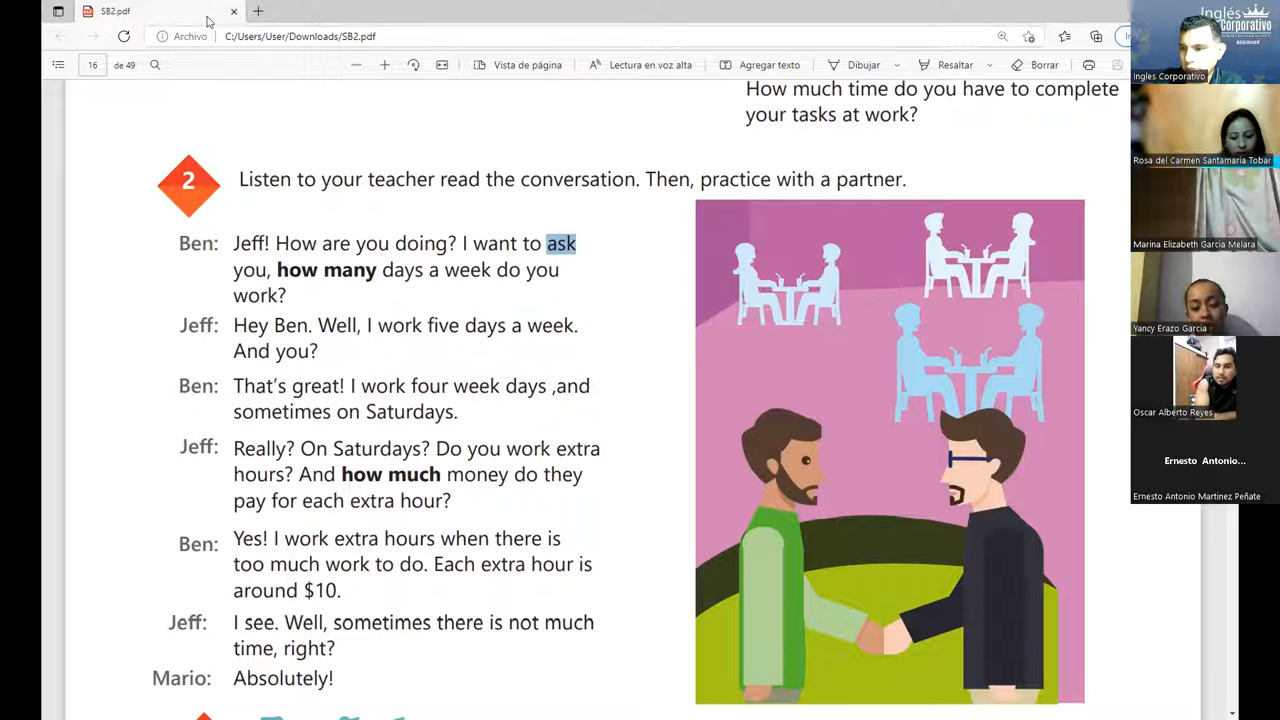 SB2.pdf
Archivo
C:/Users/User/Downloads/SB2.pdf
16
de 49
Vista de página
Lectura en voz alta
Agregar texto
Dibujar
Resaltar
Borrar
How much time do you have to complete
your tasks at work?
2
Listen to your teacher read the conversation. Then, practice with a partner.
Ben: Jeff! How are you doing? I want to ask
you, how many days a week do you
work?
Jeff: Hey Ben. Well, I work five days a week.
And you?
Ben: That's great! I work four week days ,and
sometimes on Saturdays.
Jeff: Really? On Saturdays? Do you work extra
hours? And how much money do they
pay for each extra hour?
Ben: Yes! I work extra hours when there is
too much work to do. Each extra hour is
around $10.
Jeff: I see. Well, sometimes there is not much
time, right?
Mario: Absolutely!
Inglés
Corporativo
BEGINNER
Ingles Corporativo
Rosa del Carmen Santamaria Tobar
Marina Elizabeth Garcia Melara
Yancy Erazo Garcia
Oscar Alberto Reyes
Ernesto Antonio...
Ernesto Antonio Martinez Peñate